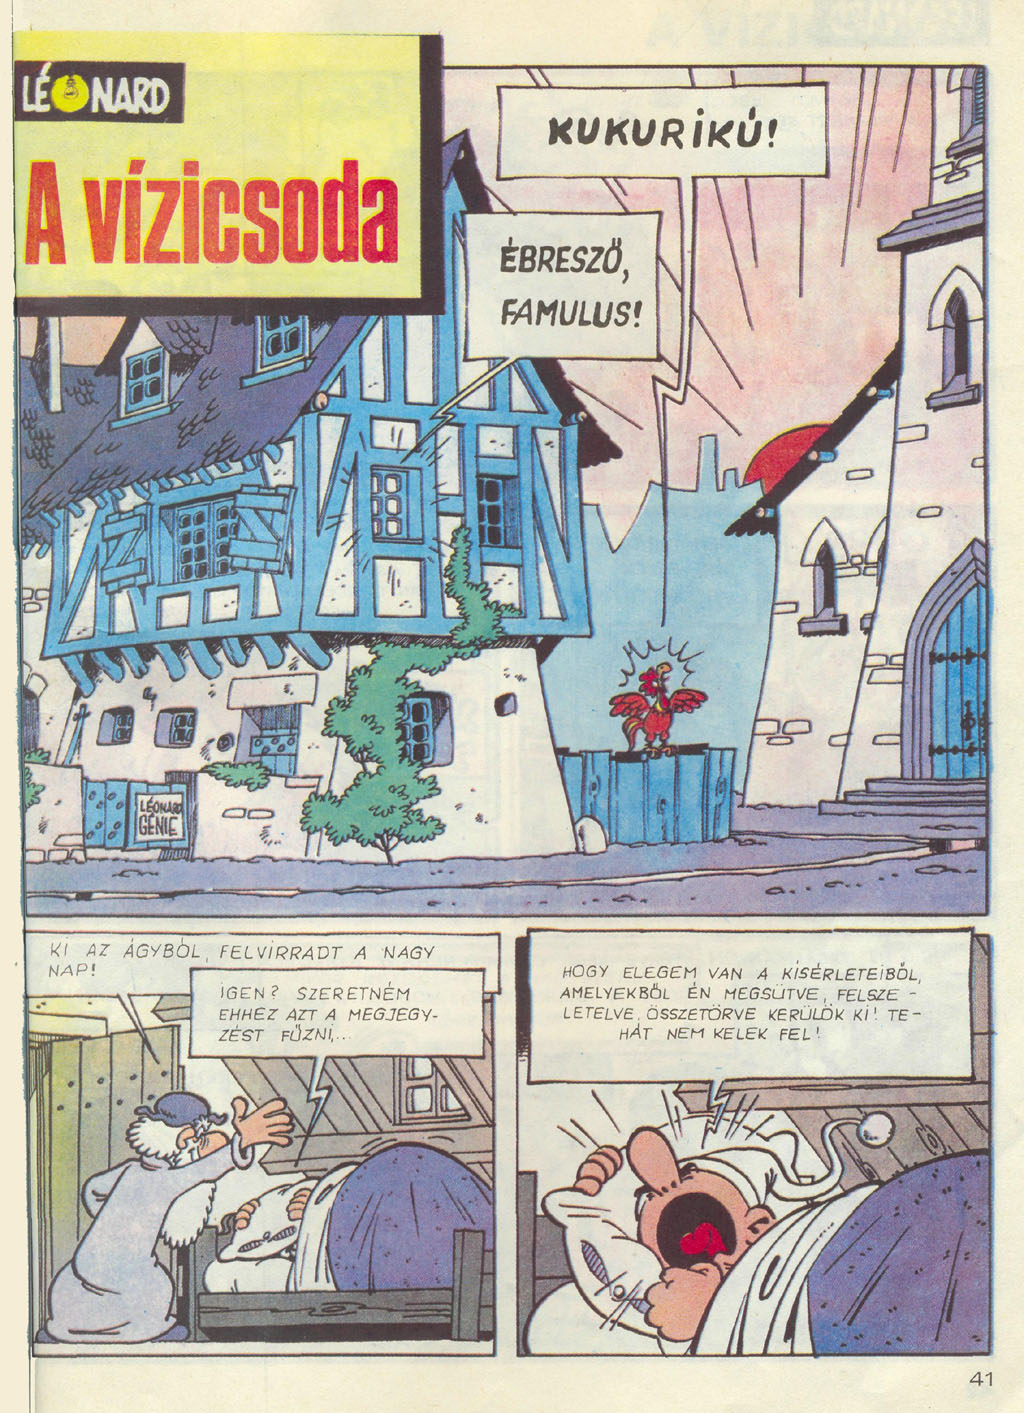 LÉONARD
A vízicsoda
KUKURIKÚ!
ÉBRESZŐ,
FAMULUS!
LÉONARD
GÉNIE
KI AZ ÁGYBÓL, FELVIRRADT A NAGY
NAP!
IGEN? SZERETNÉM
EHHEZ AZT A MEGJEGY-
ZÉST FŰZNI,..
HOGY ELEGEM VAN A KÍSÉRLETEIBŐL,
AMELYEKBŐL ÉN MEGSÜTVE, FELSZE-
LETELVE, ÖSSZETÖRVE KERÜLÖK KI! TE-
HÁT NEM KELEK FEL!
41